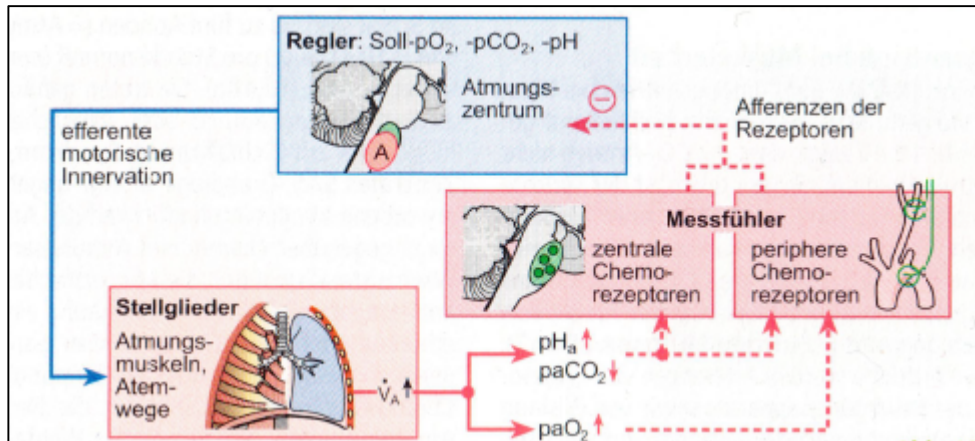 Regler: Soll-pO2, -pCO2, -pH
Atmungs-
zentrum
A
−
efferente
motorische
Innervation
Afferenzen der
Rezeptoren
Messfühler
zentrale
Chemo-
rezeptoren
periphere
Chemo-
rezeptoren
Stellglieder
Atmungs-
muskeln,
Atem-
wege
V̇A ↑
pHa ↑
paCO2 ↓
paO2 ↑